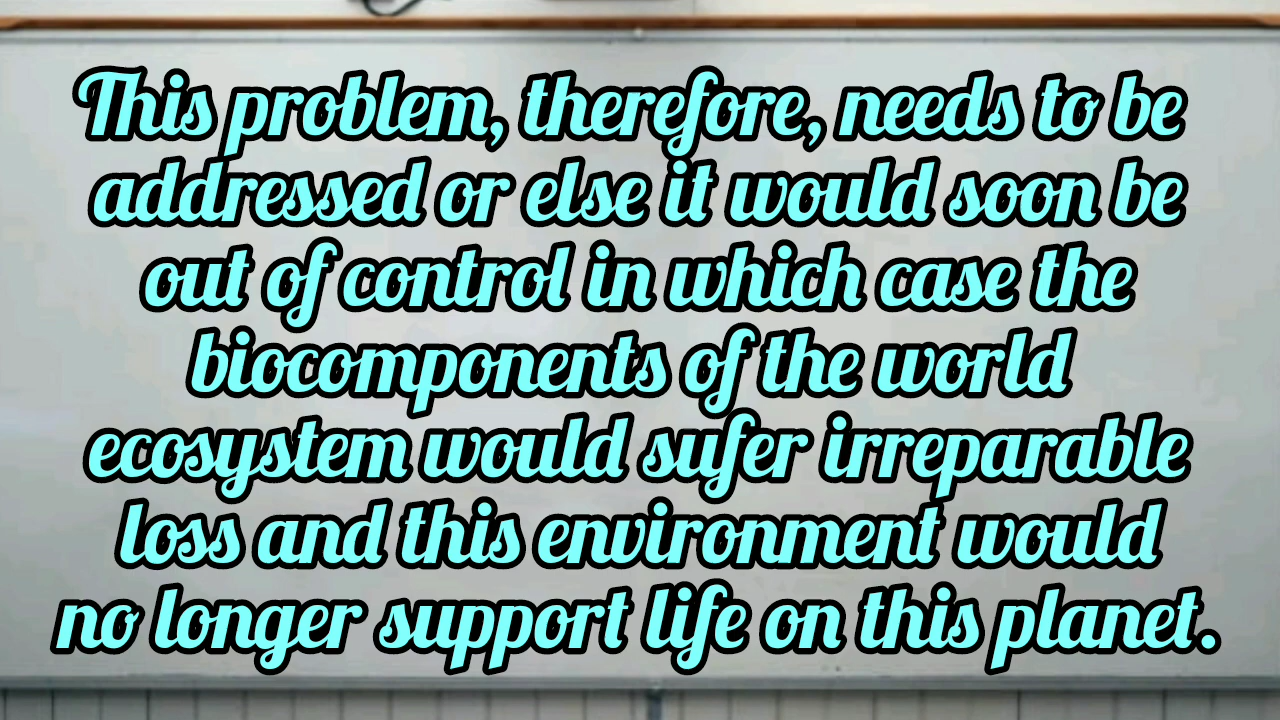 This problem, therefore, needs to be
addressed or else it would soon be
out of control in which case the
biocomponents of the world
ecosystem would sufer irreparable
loss and this environment would
no longer support life on this planet.